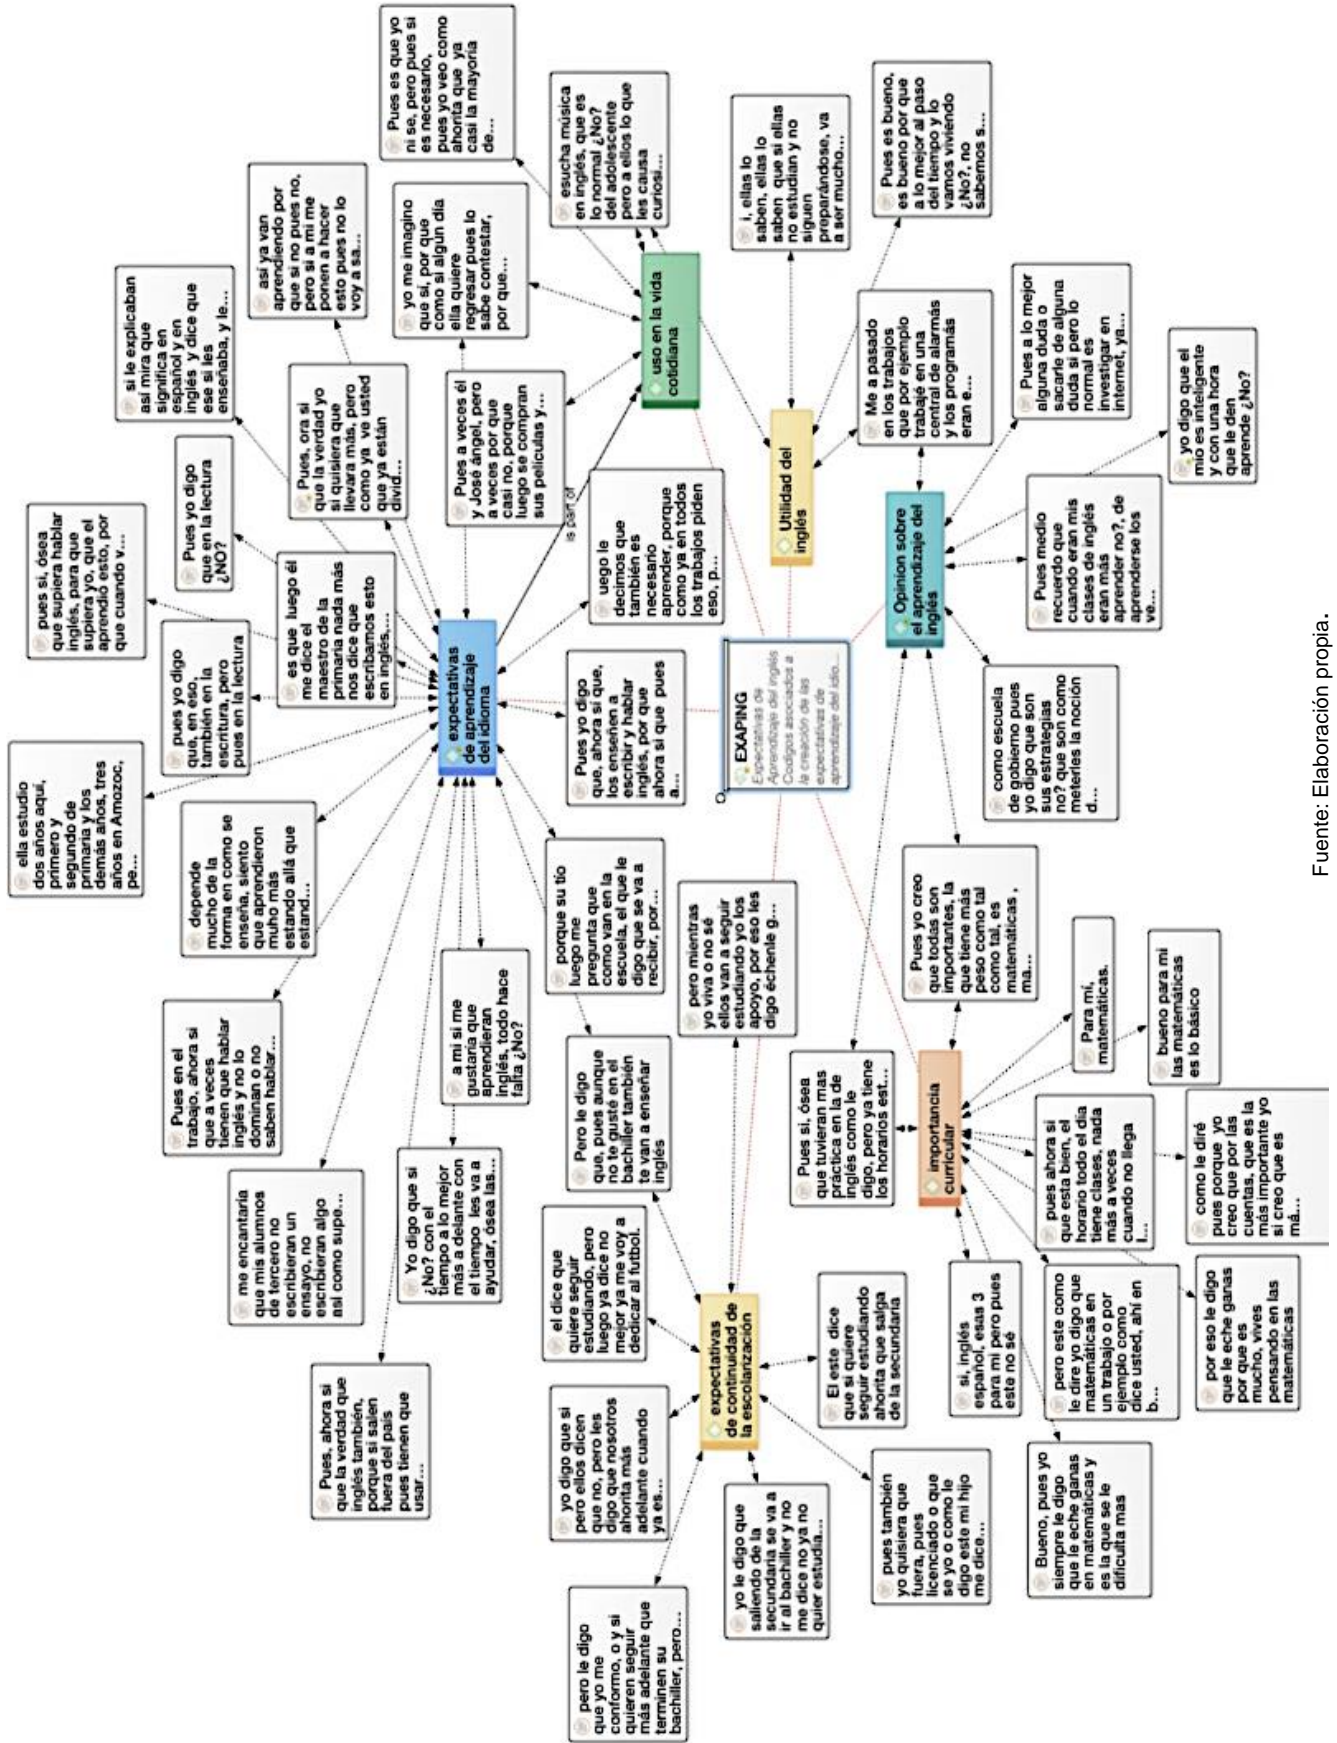 ella estudio
dos años aquí,
primero y
segundo de
primaria y los
demás años, tres
años en Amozoc,
pe...
pues si, ósea
que supiera hablar
inglés, para que
supiera yo, que el
aprendió esto, por
que cuando v...
si le explicaban
así mira que
significa en
español y en
inglés y dice que
ese si les
enseñaba, y le...
Pues en el
trabajo, ahora si
que a veces
tienen que hablar
inglés y no lo
dominan o no
saben hablar...
depende
mucho de la
forma en como se
enseña, siento
que aprendieron
muho más
estando allá que
estand...
pues yo digo
que, en eso,
también en la
escritura, pero
pues en la lectura
Pues yo digo
que en la lectura
¿NO?
así ya van
aprendiendo por
que si no pues no,
pero si a mi me
ponen a hacer
esto pues no lo
voy a sa...
me encantaría
que mis alumnos
de tercero no
escribieran un
ensayo, no
escribieran algo
así como supe...
es que luego él
me dice el
maestro de la
primaria nada más
nos dice que
escribamos esto
en inglés,...
Pues, ora si
que la verdad yo
si quisiera que
llevara más, pero
como ya ve usted
que ya están
divid...
Pues es que yo
ni se, pero pues si
es necesario,
pues yo veo como
ahorita que ya
casi la mayoría
de...
Pues, ahora si
que la verdad que
inglés también,
porque si salen
fuera del país
pues tienen que
usar...
Yo digo que si
¿No? con el
tiempo a lo mejor
más a delante con
el tiempo les va a
ayudar, ósea las...
a mi si me
gustaría que
aprendieran
inglés, todo hace
falta ¿No?
expectativas
de aprendizaje
del idioma
Pues a veces él
y José ángel, pero
a veces por que
casi no, porque
luego se compran
sus películas y...
yo me imagino
que sí, por que
como si algún día
ella quiere
regresar pues lo
sabe contestar,
por que...
esucha música
en inglés, que es
lo normal ¿No?
del adolescente
pero a ellos lo que
les causa
curiosi...
is part of
yo digo que si
pero ellos dicen
que no, pero les
digo que nosotros
ahorita más
adelante cuando
ya es...
el dice que
quiere seguir
estudiando, pero
luego ya dice no
mejor ya me voy a
dedicar al futbol.
Pero le digo
que, pues aunque
no te gusté en el
bachiller también
te van a enseñar
inglés
porque su tío
luego me
pregunta que
como van en la
escuela, el que le
digo que se va a
recibir, por...
Pues yo digo
que, ahora si que,
los enseñen a
escribir y hablar
inglés, por que
ahora si que pues
a...
uego le
decimos que
también es
necesario
aprender, porque
como ya en todos
los trabajos piden
eso, p...
uso en la vida
cotidiana
pero le digo
que yo me
conformo, o y si
quieren seguir
más adelante que
terminen su
bachiller, pero...
expectativas
de continuidad de
la escolarización
pero mientras
yo viva o no sé
ellos van a seguir
estudiando yo los
apoyo, por eso les
digo échenle g...
EXAPING
Expectativas de
Aprendizaje del inglés
Codigos asociados a
la creación de las
expectativas de
aprendizaje del idio...
Utilidad del
inglés
i, ellas lo
saben, ellas lo
saben que si ellas
no estudian y no
siguen
preparándose, va
a ser mucho...
yo le digo que
saliendo de la
secundaria se va a
ir al bachiller y no
me dice no ya no
quier estudia...
El este dice
que si quiere
seguir estudiando
ahorita que salga
de la secundaria
Pues si, ósea
que tuvieran mas
práctica en la de
inglés como le
digo, pero ya tiene
los horarios est...
Opinion sobre
el aprendizaje del
inglés
Me a pasado
en los trabajos
que por ejemplo
trabajé en una
central de alarmás
y los programás
eran e...
Pues es bueno,
es bueno por que
a lo mejor al paso
del tiempo y lo
vamos viviendo
¿No?, no
sabemos s...
pues también
yo quisiera que
fuera, pues
licenciado o que
se yo o como le
digo este mi hijo
me dice...
importancia
curricular
Pues yo creo
que todas son
importantes, la
que tiene más
peso como tal
como tal, es
matemáticas ,
ma...
como escuela
de gobierno pues
yo digo que son
sus estrategias
no? que son como
meterles la noción
d...
Pues medio
recuerdo que
cuando eran mis
clases de inglés
eran más
aprender no?, de
aprenderse los
ve...
Pues a lo mejor
alguna duda o
sacarle de alguna
duda si pero lo
normal es
investigar en
internet, ya...
si, inglés
español, esas 3
para mi pero pues
este no sé
pues ahora si
que esta bien, el
horario todo el día
tiene clases, nada
más a veces
cuando no llega
l...
Para mí,
matemáticas.
Bueno, pues yo
siempre le digo
que le eche ganas
en matemáticas y
es la que se le
dificulta mas
pero este como
le dire yo digo que
matemáticas en
un trabajo o por
ejemplo como
dice usted, ahí en
b...
bueno para mi
las matemáticas
es lo básico
yo digo que el
mio es inteligente
y con una hora
que le den
aprende ¿No?
por eso le digo
que le eche ganas
por que es
mucho, vives
pensando en las
matemáticas
como le diré
pues porque yo
creo que por las
cuentas, que es la
más importante yo
si creo que es
má...
Fuente: Elaboración propia.